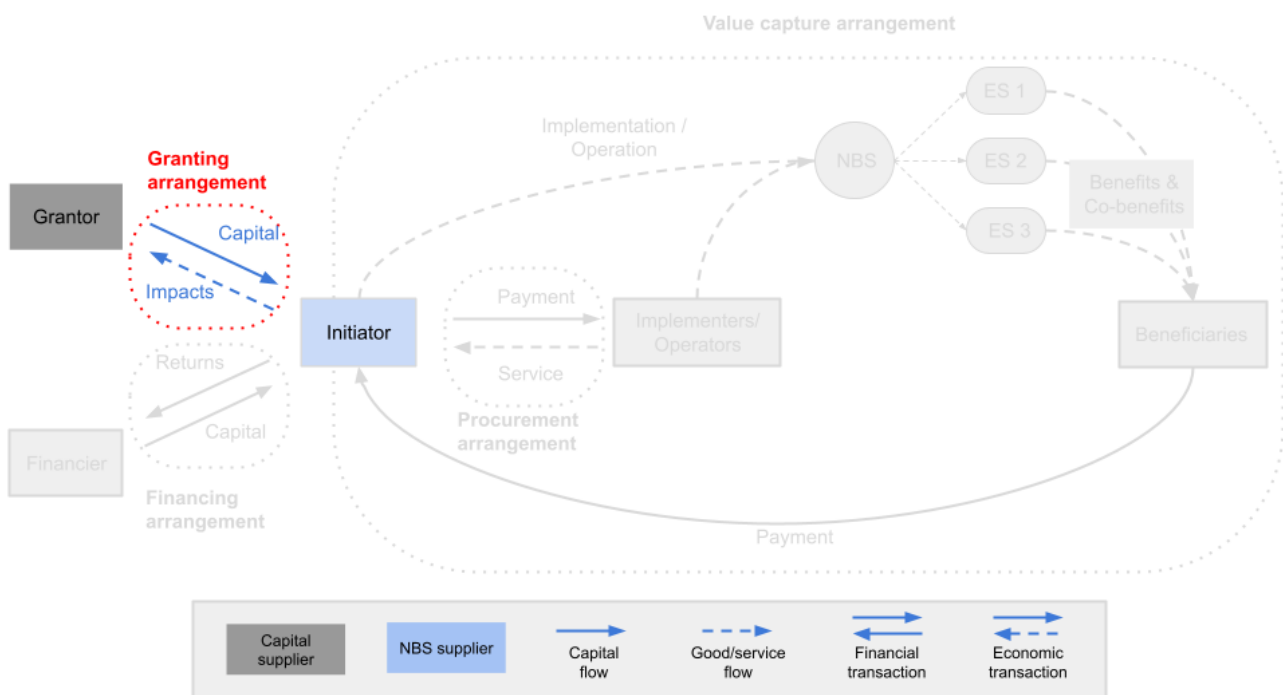 Value capture arrangement
ES 1
Implementation /
Operation
Granting
arrangement
NBS
ES 2
Benefits &
Co-benefits
Grantor
Capital
ES 3
Impacts
Payment
Initiator
Implementers/
Operators
Beneficiaries
Returns
Service
Capital
Procurement
arrangement
Financier
Financing
arrangement
Payment
Capital
supplier
NBS supplier
Capital
flow
Good/service
flow
Financial
transaction
Economic
transaction